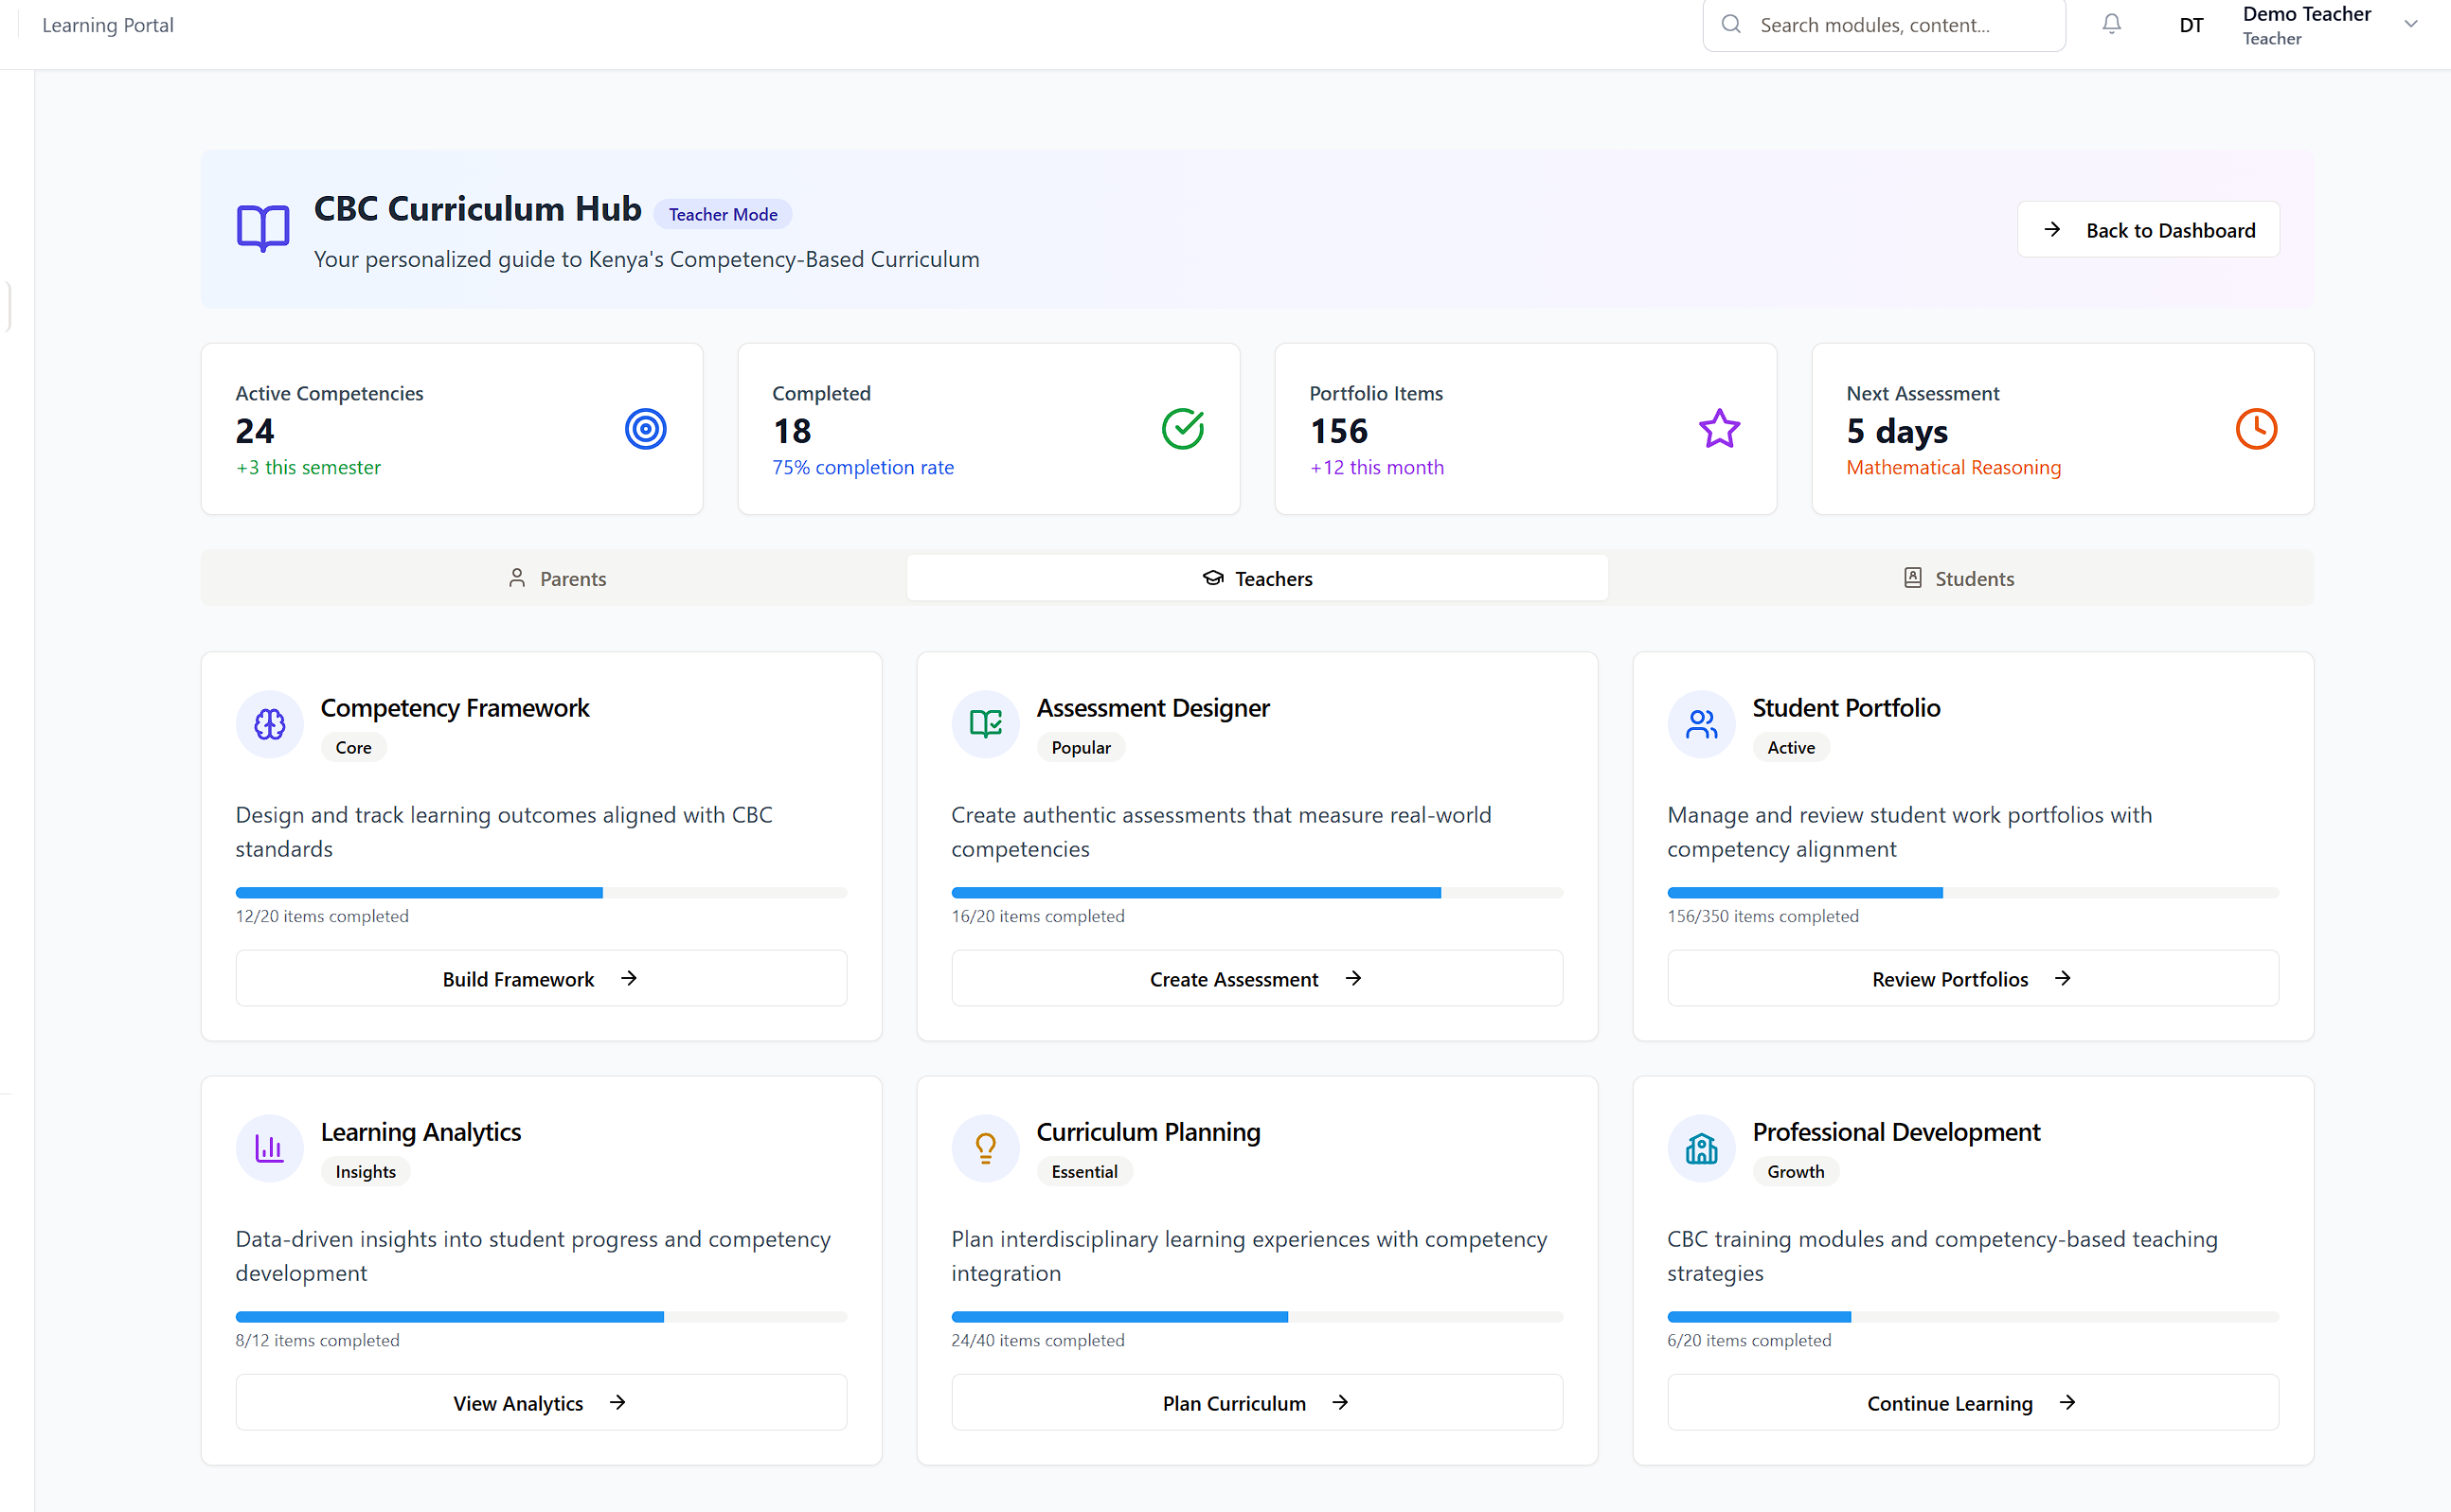 Learning Portal
Search modules, content...
DT
Demo Teacher
Teacher
CBC Curriculum Hub
Teacher Mode
Your personalized guide to Kenya's Competency-Based Curriculum
Back to Dashboard
Active Competencies
24
+3 this semester
Completed
18
75% completion rate
Portfolio Items
156
+12 this month
Next Assessment
5 days
Mathematical Reasoning
Parents
Teachers
Students
Competency Framework
Core
Design and track learning outcomes aligned with CBC
standards
12/20 items completed
Build Framework
Assessment Designer
Popular
Create authentic assessments that measure real-world
competencies
16/20 items completed
Create Assessment
Student Portfolio
Active
Manage and review student work portfolios with
competency alignment
156/350 items completed
Review Portfolios
Learning Analytics
Insights
Data-driven insights into student progress and competency
development
8/12 items completed
View Analytics
Curriculum Planning
Essential
Plan interdisciplinary learning experiences with competency
integration
24/40 items completed
Plan Curriculum
Professional Development
Growth
CBC training modules and competency-based teaching
strategies
6/20 items completed
Continue Learning